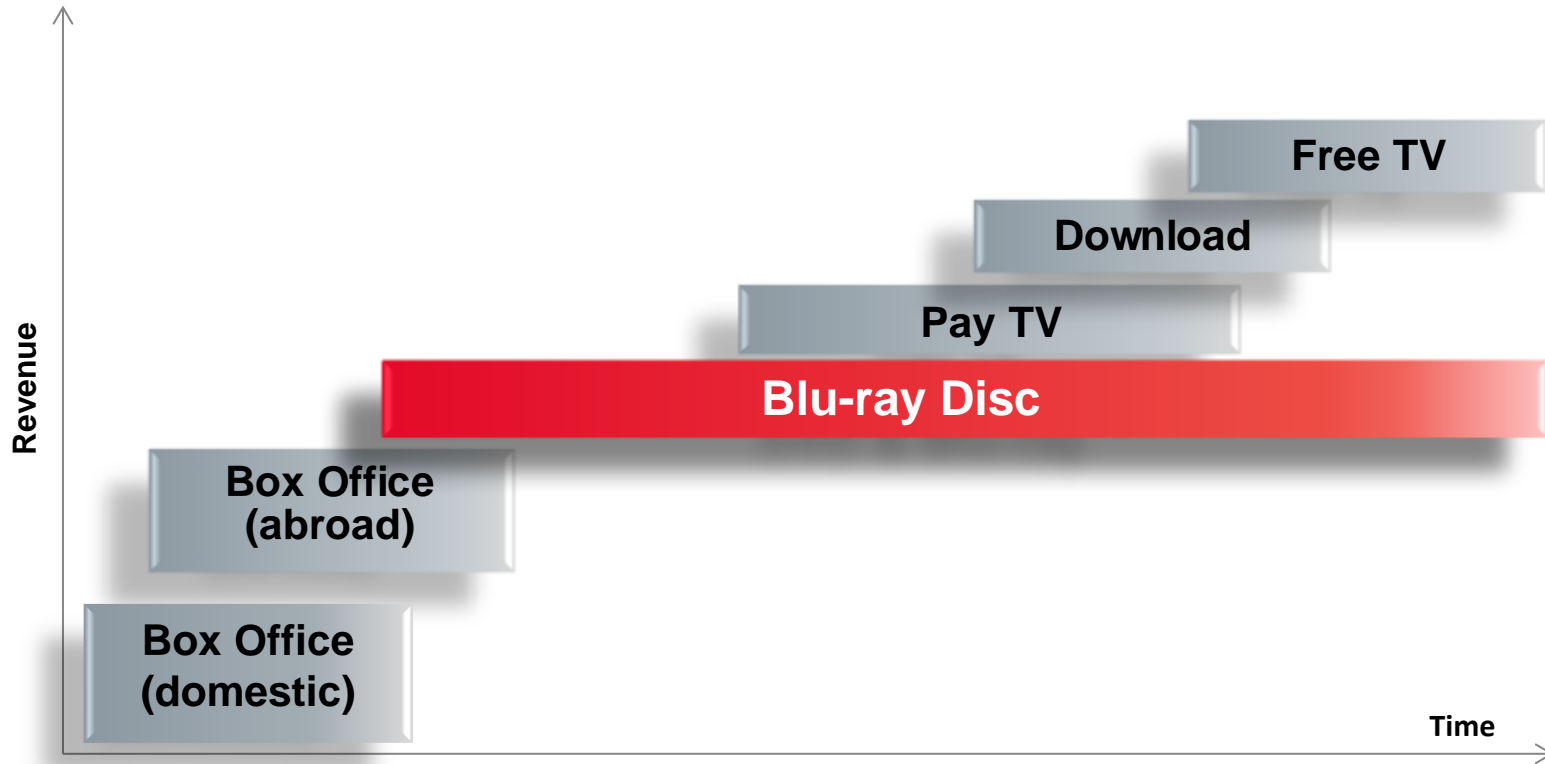 Free TV
Download
Pay TV
Blu-ray Disc
Box Office
(abroad)
Box Office
(domestic)
Revenue
Time